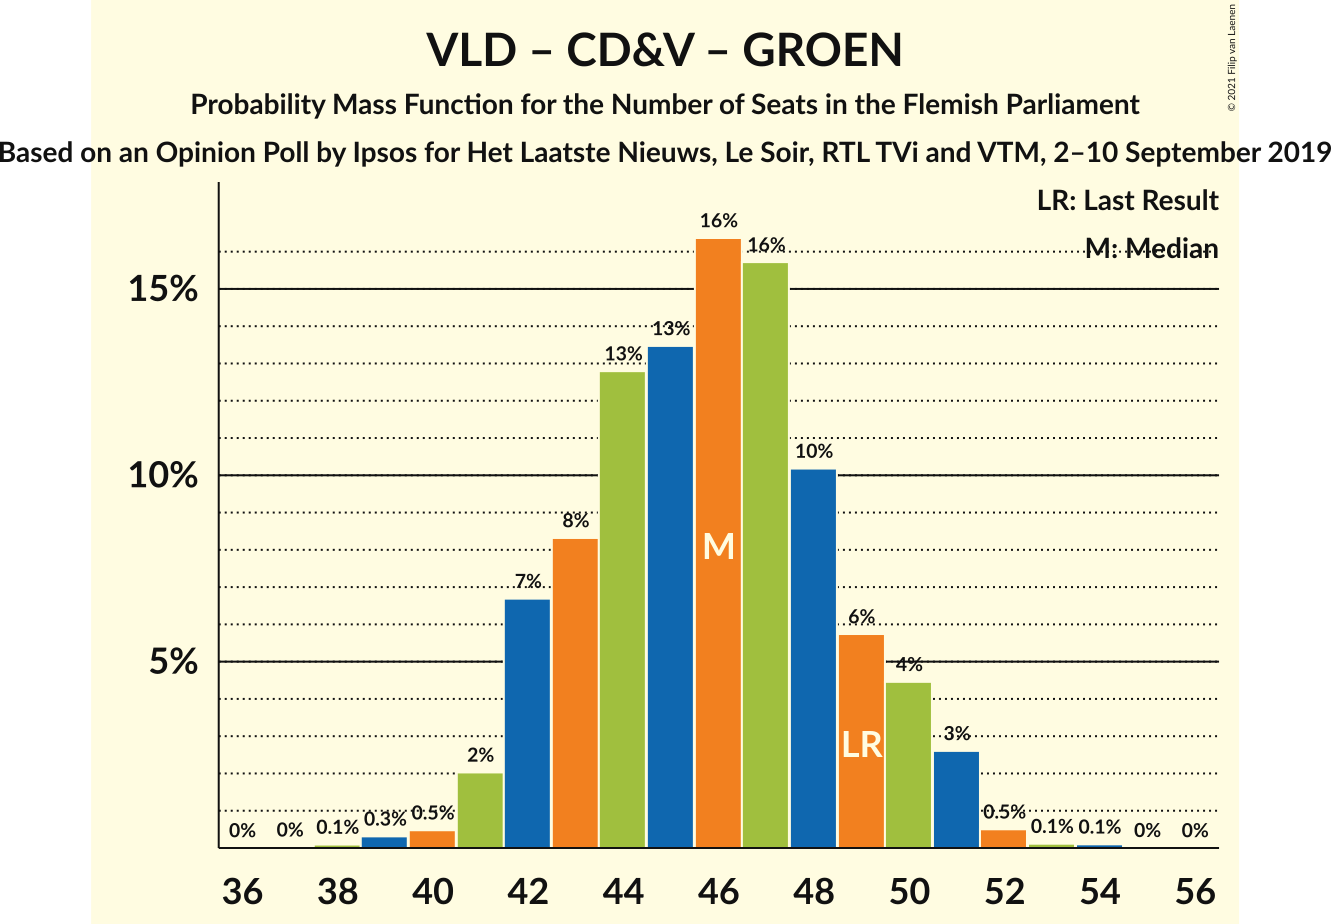 VLD – CD&V – GROEN
Probability Mass Function for the Number of Seats in the Flemish Parliament
Based on an Opinion Poll by Ipsos for Het Laatste Nieuws, Le Soir, RTL TVi and VTM, 2–10 September 2019
© 2021 Filip van Laenen
LR: Last Result
M: Median
15%
10%
5%
0% 0% 0.1% 0.3% 0.5% 2% 7% 8% 13% 13% 16% 16% 10% 6% 4% 3% 0.5% 0.1% 0.1% 0% 0%
M
LR
36 38 40 42 44 46 48 50 52 54 56